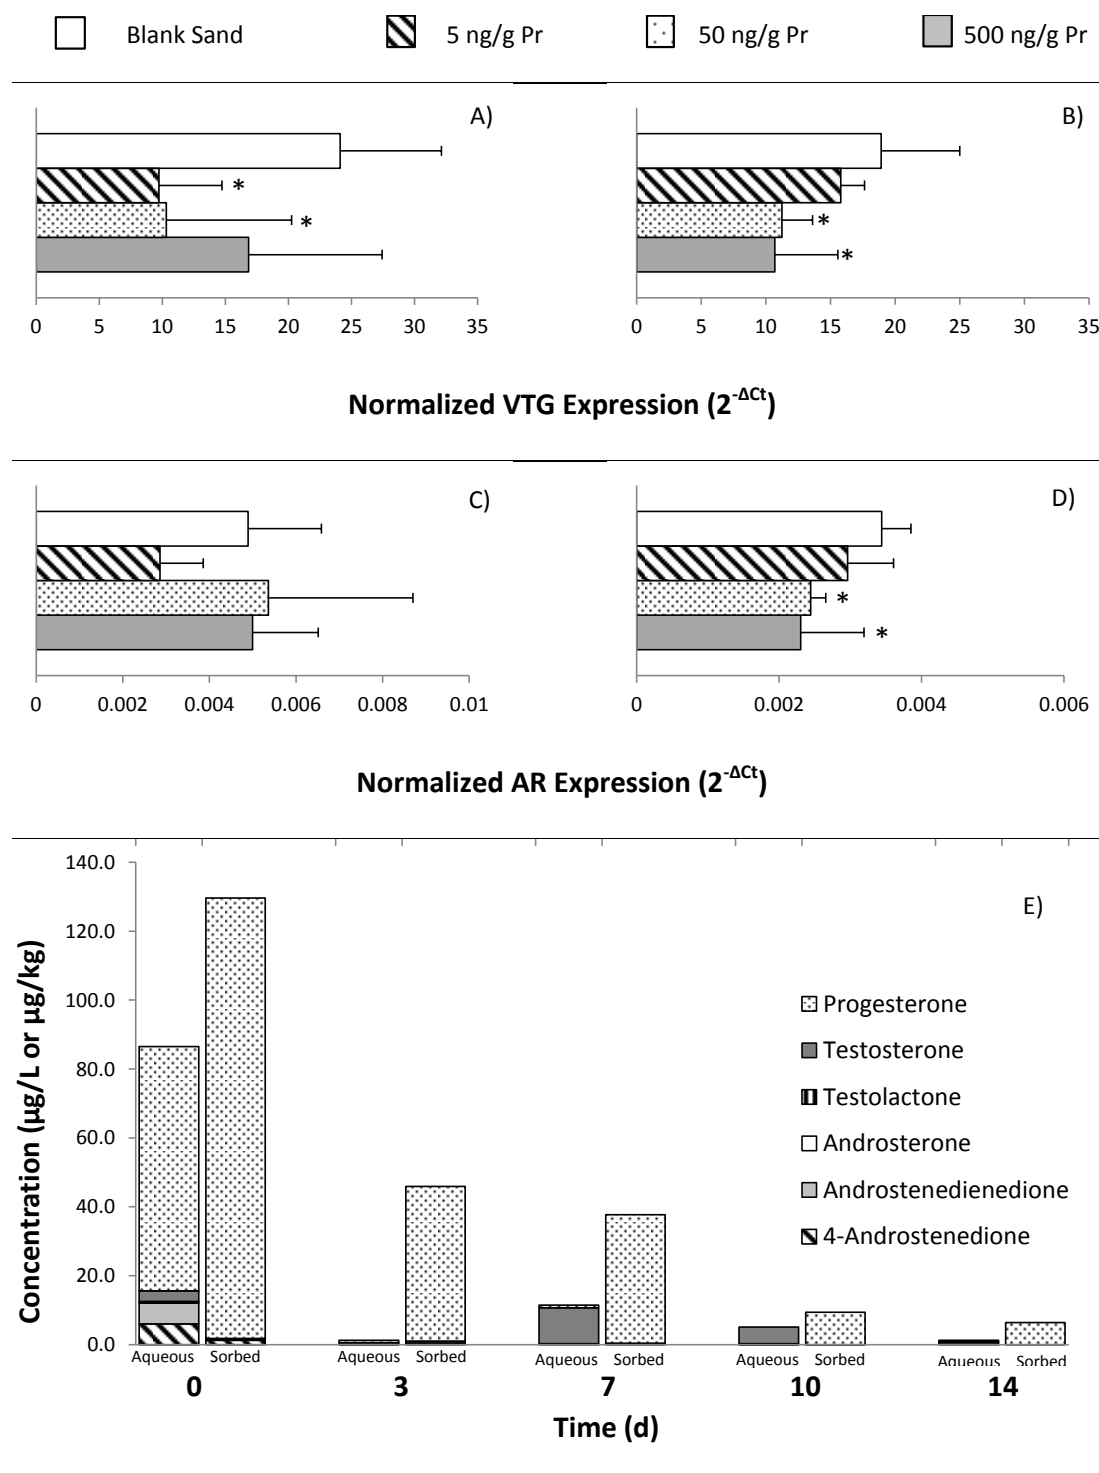 Blank Sand 5 ng/g Pr 50 ng/g Pr 500 ng/g Pr
A) B)
*
*
*
*
0 5 10 15 20 25 30 35 0 5 10 15 20 25 30 35
Normalized VTG Expression (2^-ΔCt)
C) D)
*
*
0 0.002 0.004 0.006 0.008 0.01 0 0.002 0.004 0.006
Normalized AR Expression (2^-ΔCt)
E)
Concentration (µg/L or µg/kg)
140.0
120.0
100.0
80.0
60.0
40.0
20.0
0.0
Progesterone
Testosterone
Testolactone
Androsterone
Androstenedienedione
4-Androstenedione
Aqueous Sorbed Aqueous Sorbed Aqueous Sorbed Aqueous Sorbed Aqueous Sorbed
0 3 7 10 14
Time (d)